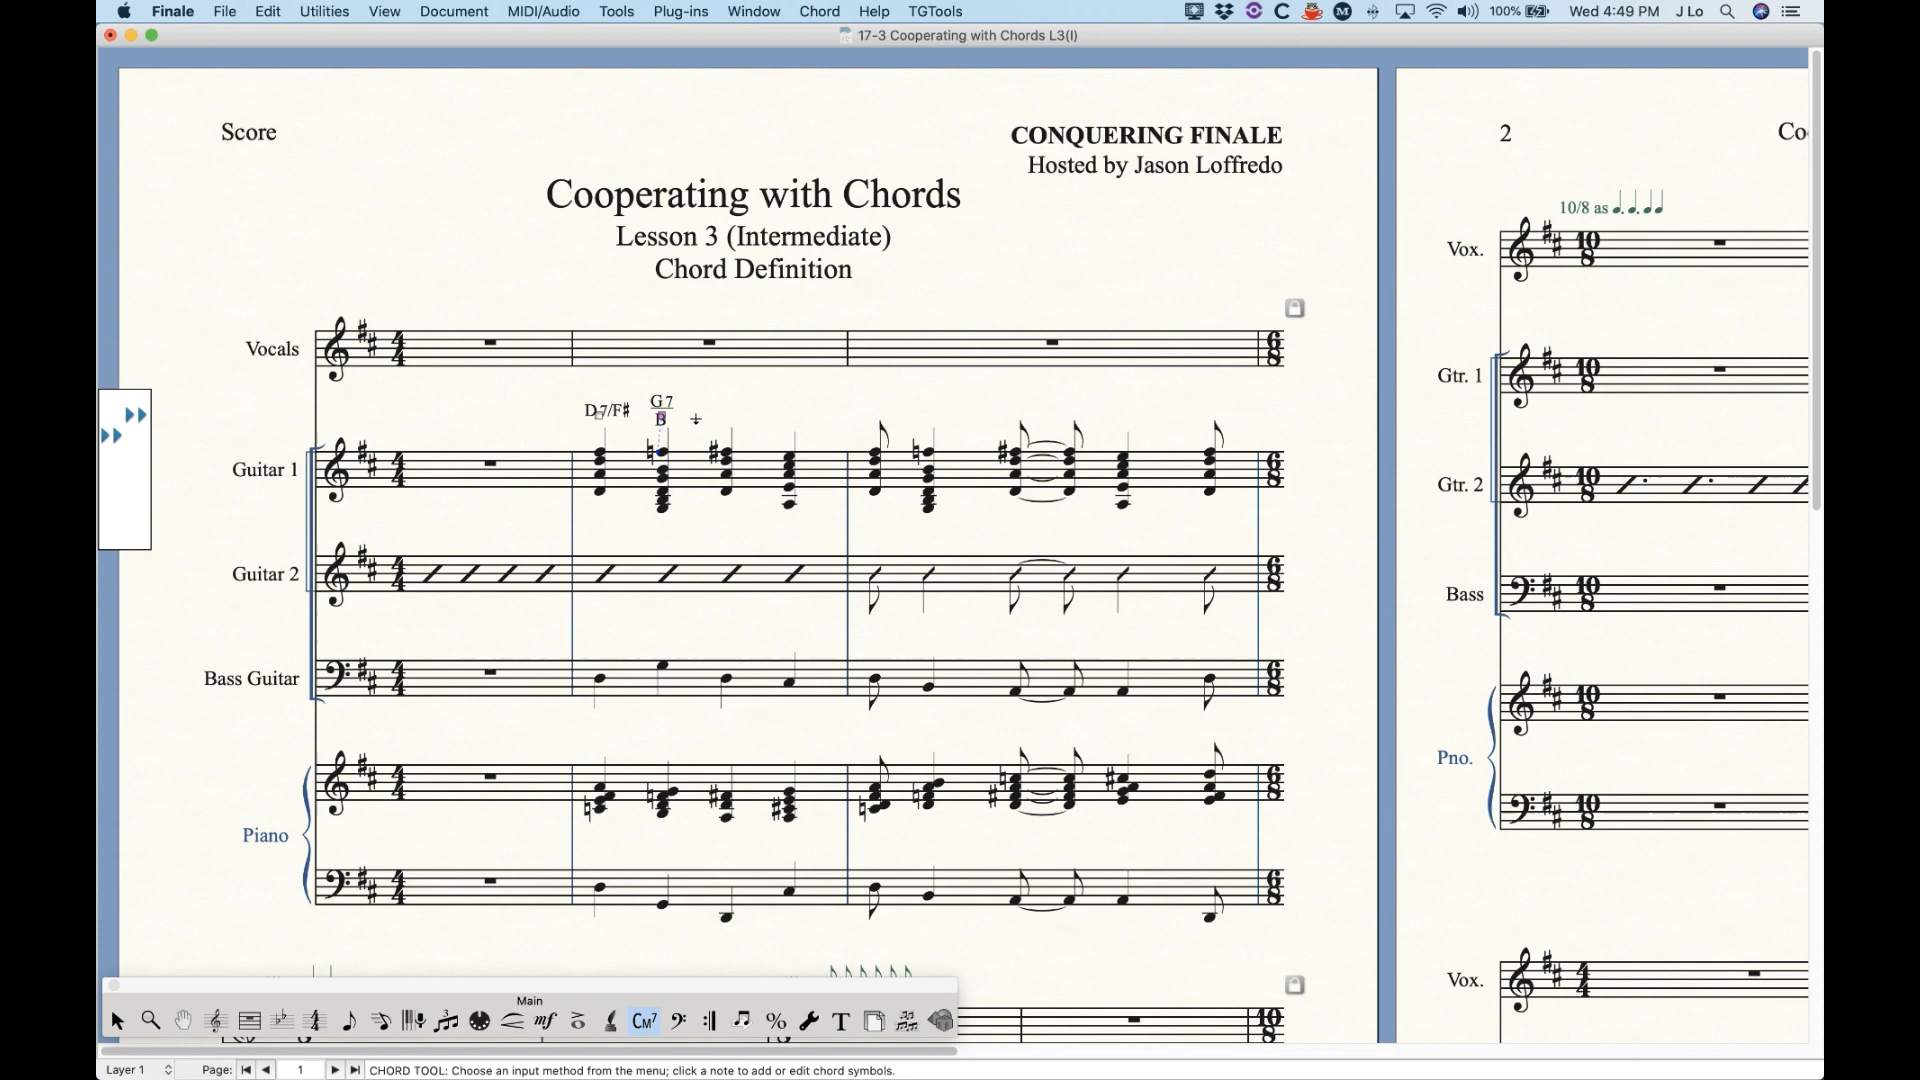 Finale File Edit Utilities View Document MIDI/Audio Tools Plug-ins Window Chord Help TGTools 100% Wed 4:49 PM J Lo
17-3 Cooperating with Chords L3(I)
Score
CONQUERING FINALE
Hosted by Jason Loffredo
Cooperating with Chords
Lesson 3 (Intermediate)
Chord Definition
Vocals
D7/F♯ G7
B
Guitar 1
Guitar 2
Bass Guitar
Piano
2 Co
10/8 as
Vox.
Gtr. 1
Gtr. 2
Bass
Pno.
Vox.
Main
CM7 mf % T
Layer 1 Page: 1 CHORD TOOL: Choose an input method from the menu; click a note to add or edit chord symbols.